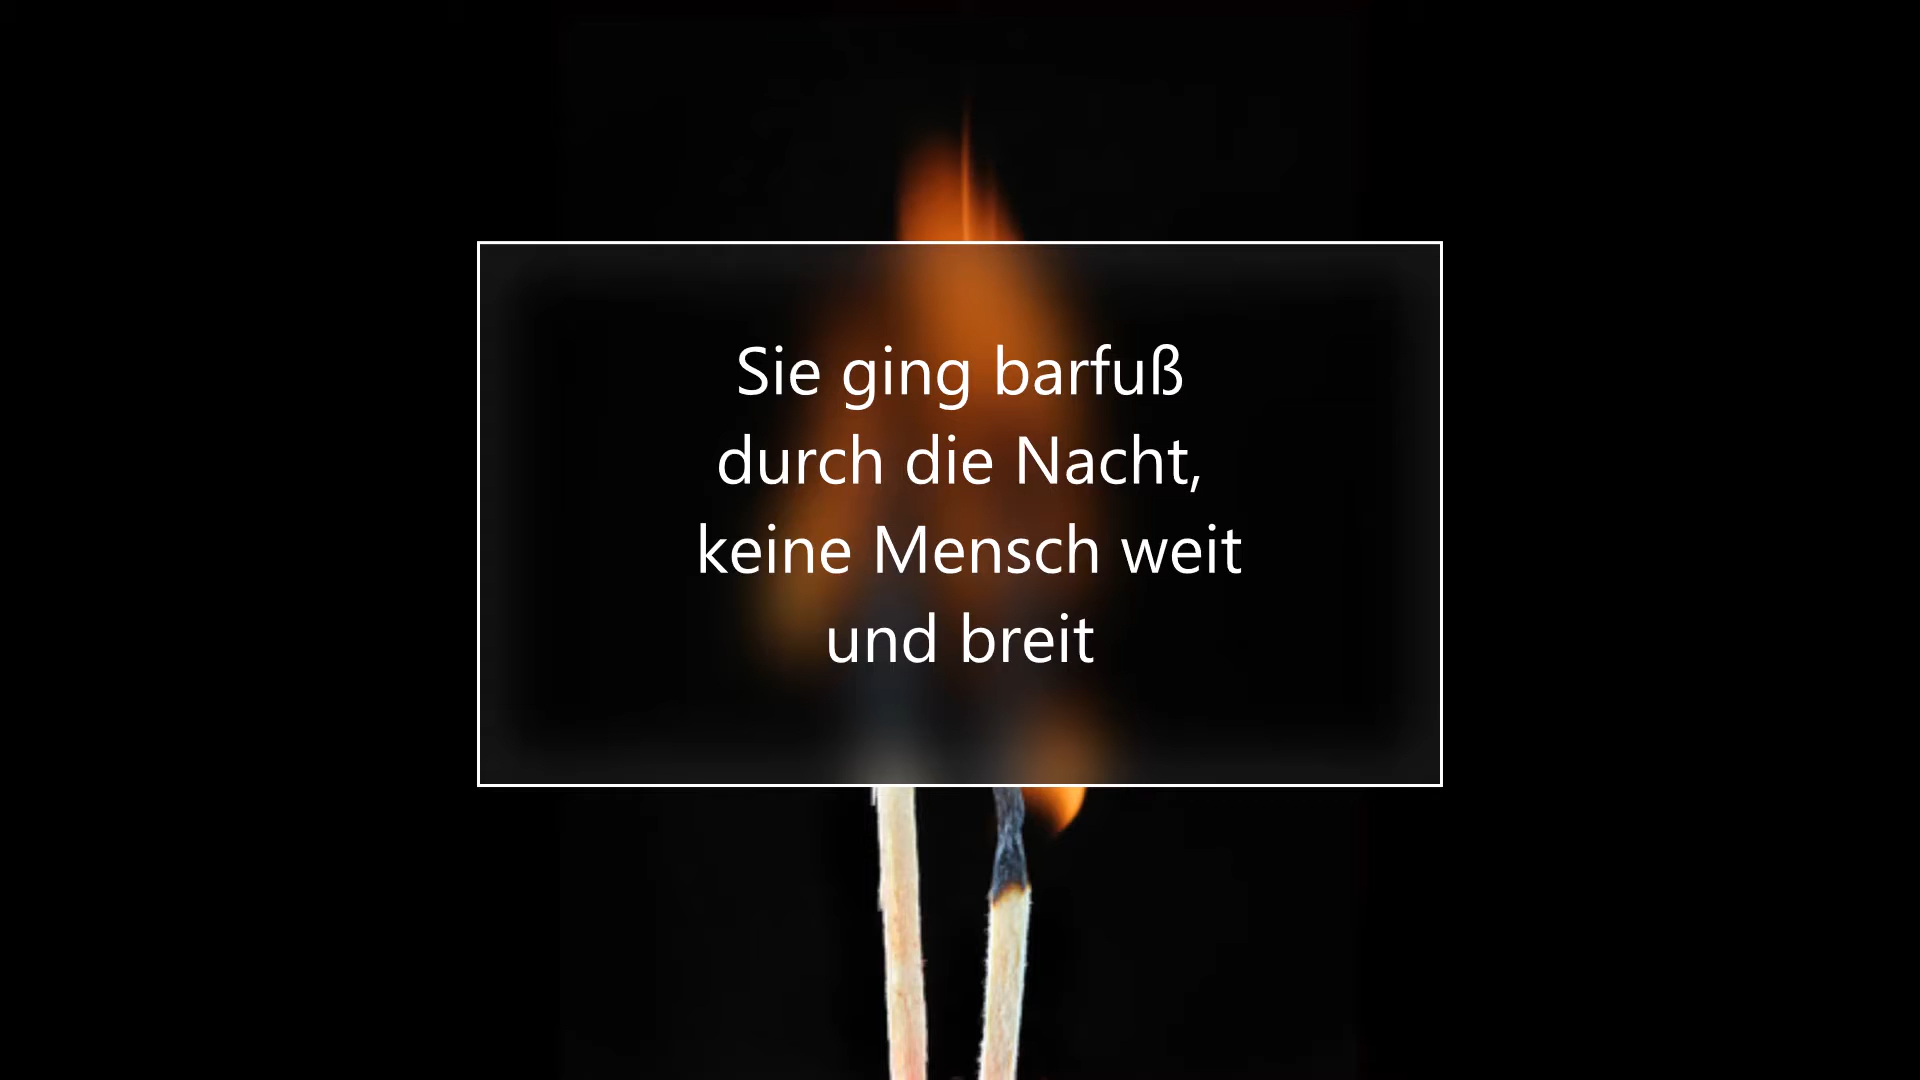 Sie ging barfuß
durch die Nacht,
keine Mensch weit
und breit